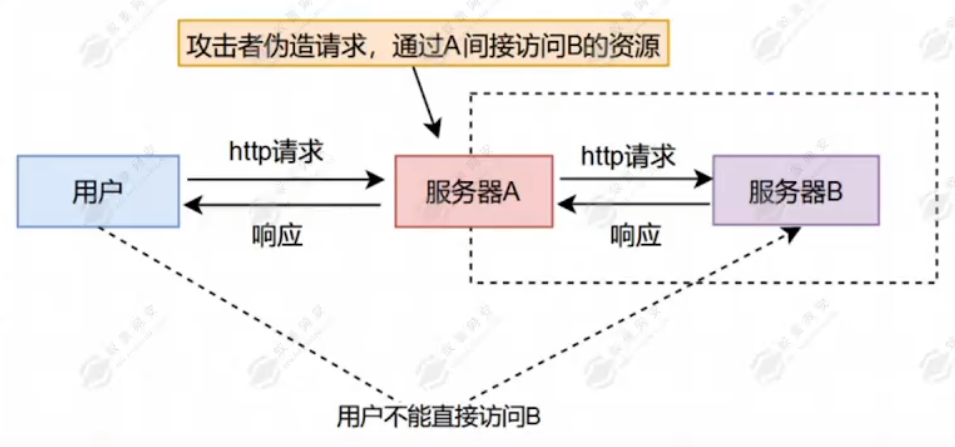 攻击者伪造请求，通过A间接访问B的资源
http请求
http请求
用户
服务器A
服务器B
响应
响应
用户不能直接访问B